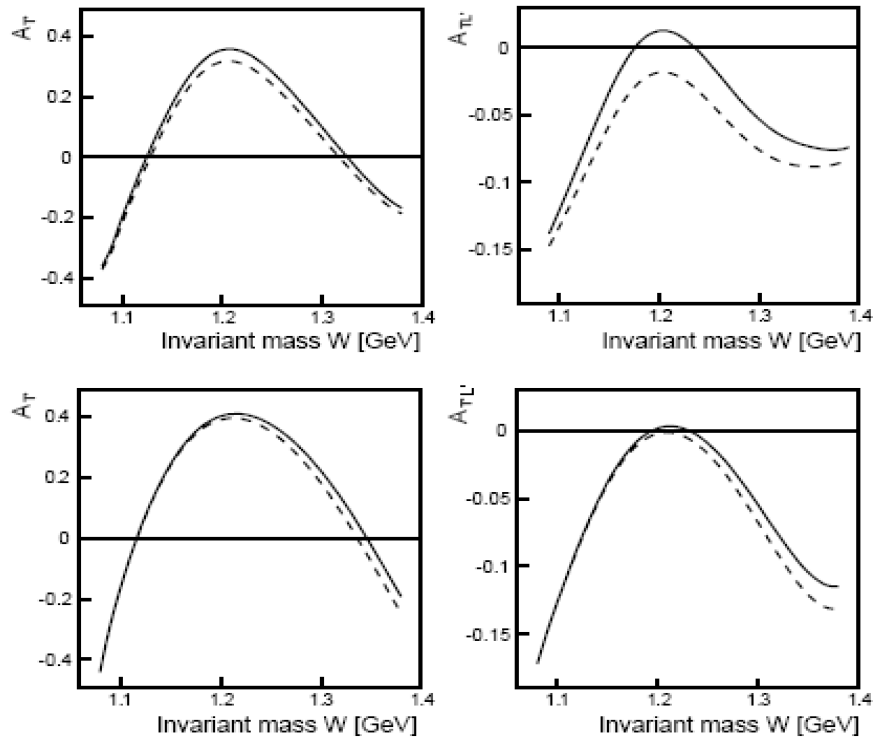 A_T
0.4
0.2
0
-0.2
-0.4
1.1 1.2 1.3 1.4
Invariant mass W [GeV]
A_TL'
0
-0.05
-0.1
-0.15
1.1 1.2 1.3 1.4
Invariant mass W [GeV]
A_T
0.4
0.2
0
-0.2
-0.4
1.1 1.2 1.3 1.4
Invariant mass W [GeV]
A_TL'
0
-0.05
-0.1
-0.15
1.1 1.2 1.3 1.4
Invariant mass W [GeV]